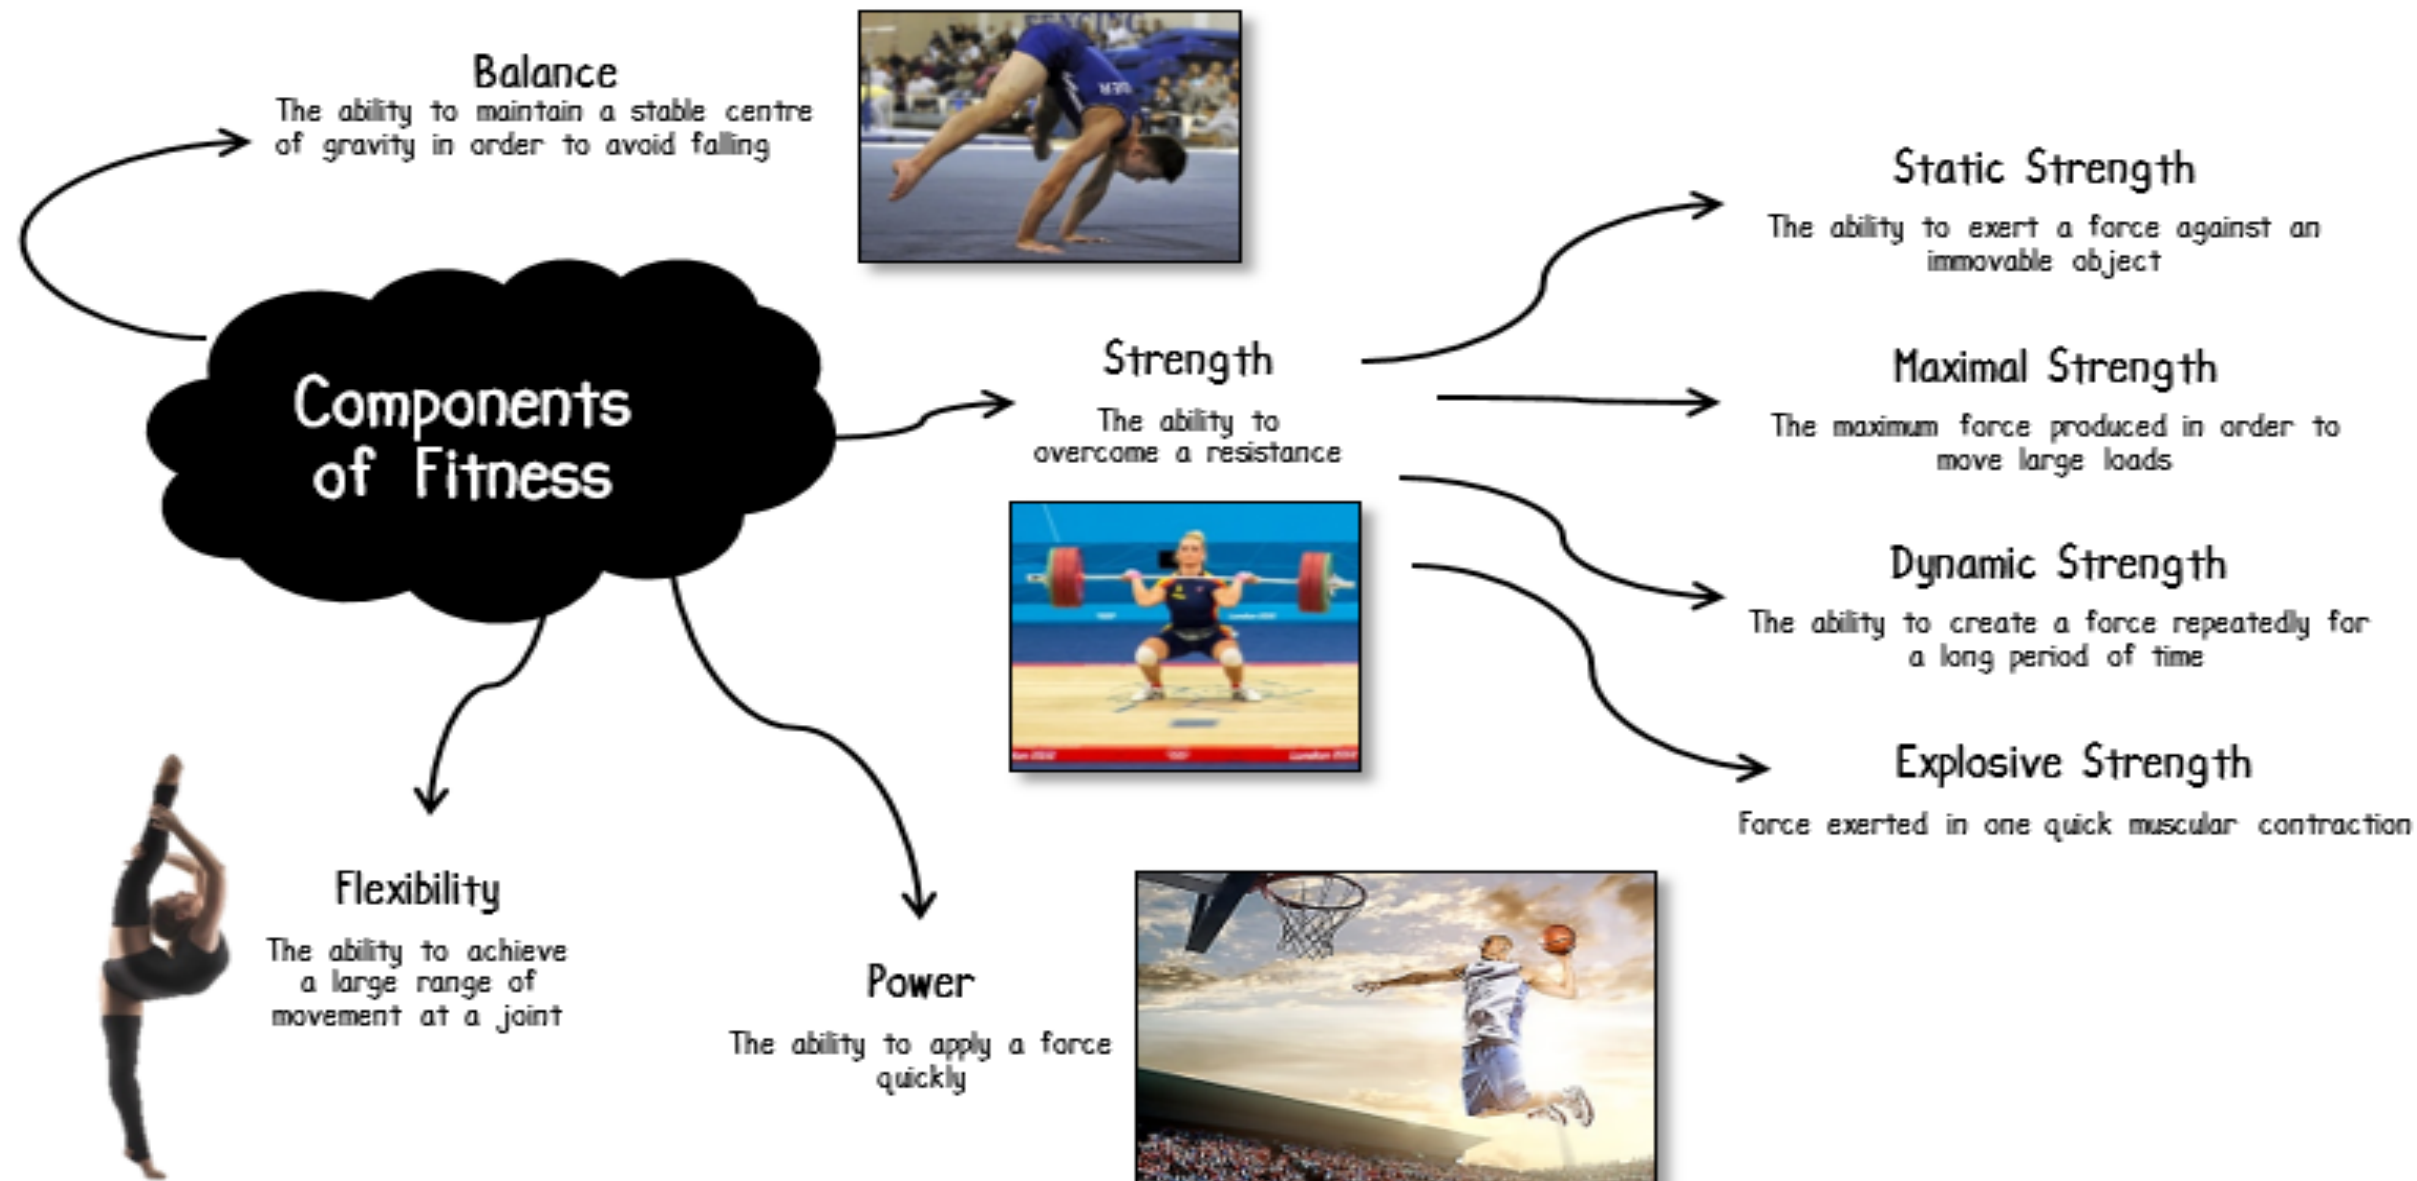 Balance
The ability to maintain a stable centre
of gravity in order to avoid falling
Components
of Fitness
Strength
The ability to
overcome a resistance
Static Strength
The ability to exert a force against an
immovable object
Maximal Strength
The maximum force produced in order to
move large loads
Dynamic Strength
The ability to create a force repeatedly for
a long period of time
Explosive Strength
Force exerted in one quick muscular contraction
Flexibility
The ability to achieve
a large range of
movement at a joint
Power
The ability to apply a force
quickly